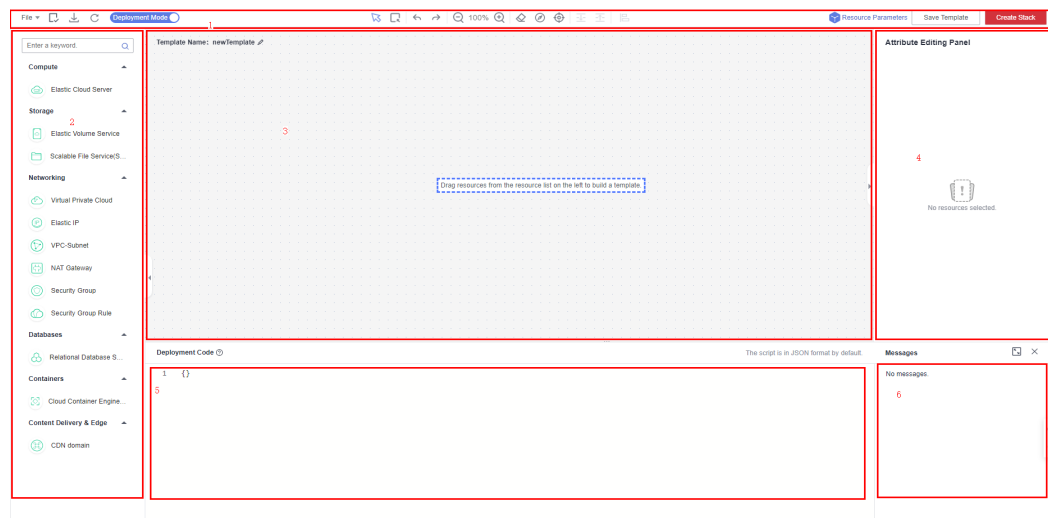 File
Deployment Mode
100%
Resource Parameters
Save Template
Create Stack
1
Enter a keyword.
Compute
Elastic Cloud Server
Storage
2
Elastic Volume Service
Scalable File Service(S...
Networking
Virtual Private Cloud
Elastic IP
VPC-Subnet
NAT Gateway
Security Group
Security Group Rule
Databases
Relational Database S...
Containers
Cloud Container Engine...
Content Delivery & Edge
CDN domain
Template Name: newTemplate
3
Drag resources from the resource list on the left to build a template.
Attribute Editing Panel
4
No resources selected.
Deployment Code
The script is in JSON format by default.
1 {}
5
Messages
No messages.
6